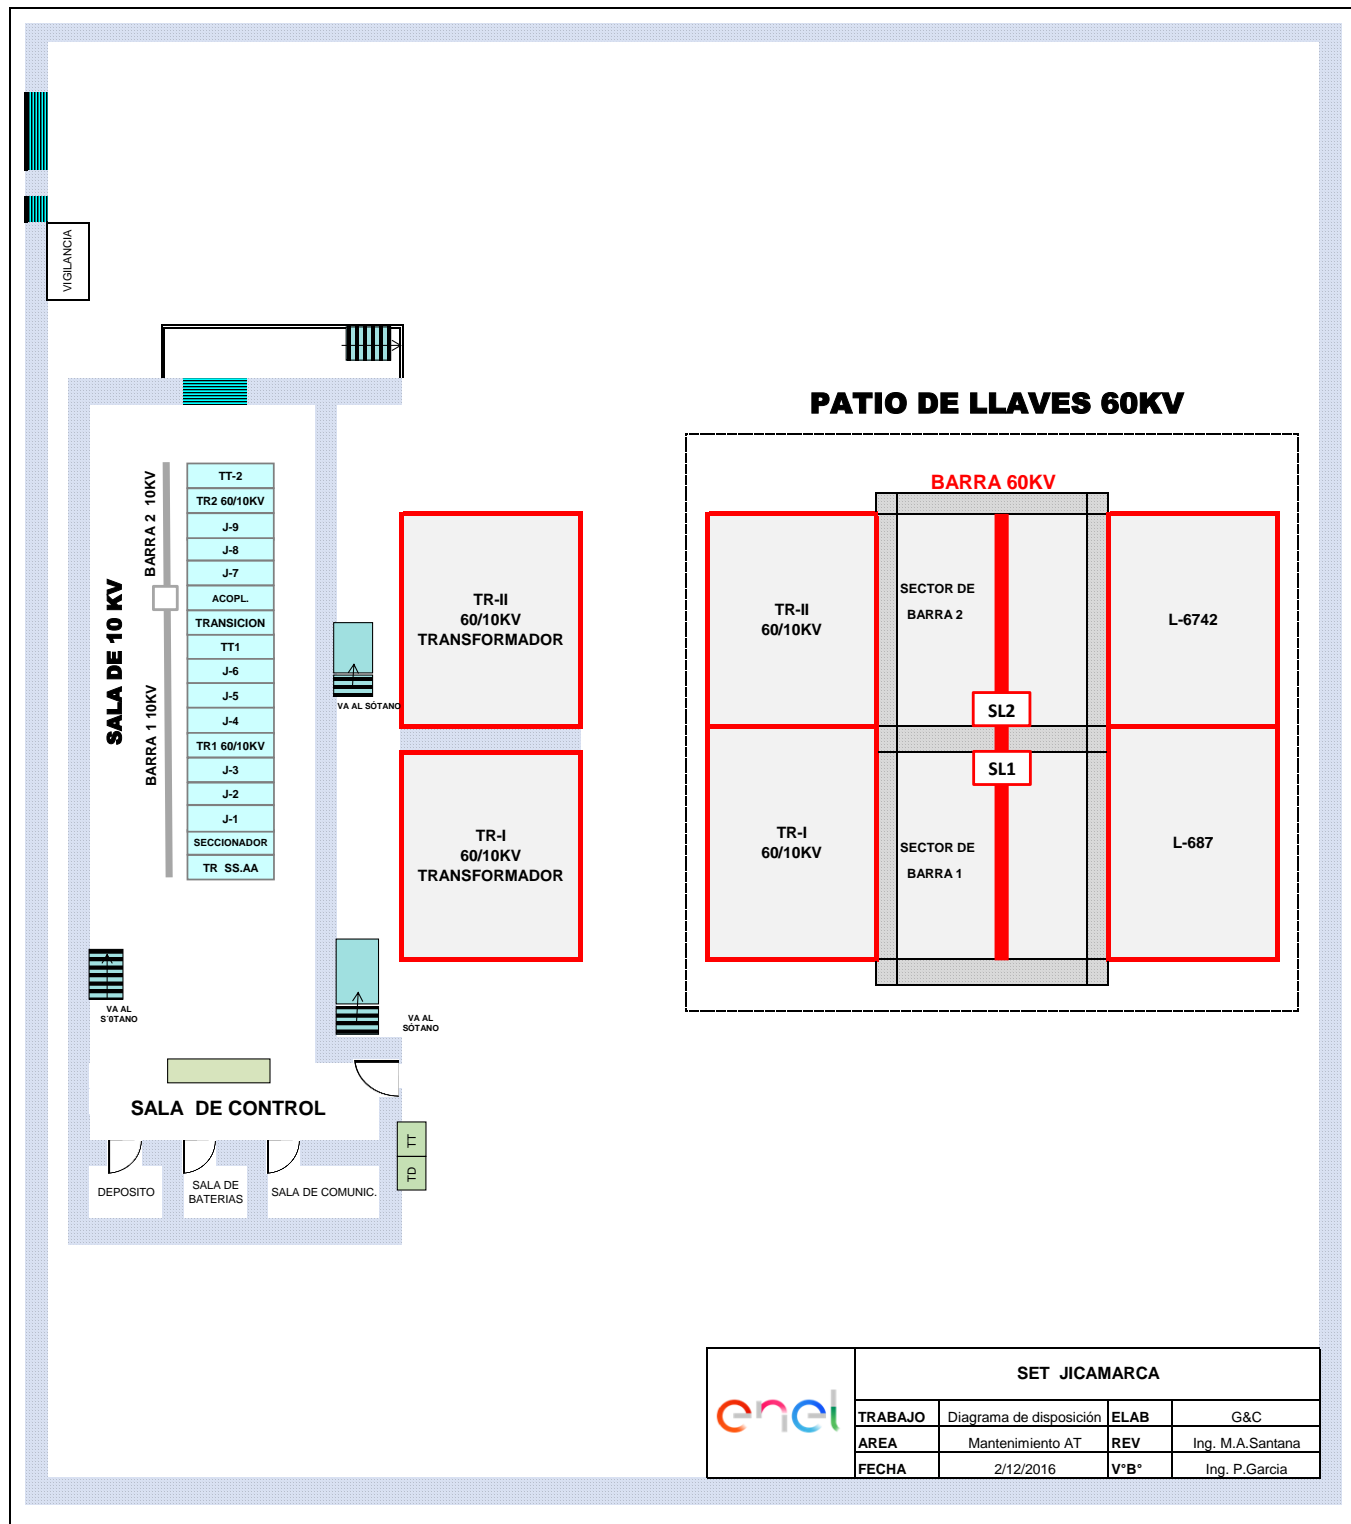 VIGILANCIA
PATIO DE LLAVES 60KV
SALA DE 10 KV
BARRA 2  10KV
BARRA 1 10KV
TT-2
TR2 60/10KV
J-9
J-8
J-7
ACOPL.
TRANSICION
TT1
J-6
J-5
J-4
TR1 60/10KV
J-3
J-2
J-1
SECCIONADOR
TR  SS.AA
VA AL SÓTANO
TR-II
60/10KV
TRANSFORMADOR
TR-I
60/10KV
TRANSFORMADOR
BARRA 60KV
TR-II
60/10KV
SECTOR DE
BARRA 2
L-6742
SL2
SL1
TR-I
60/10KV
SECTOR DE
BARRA 1
L-687
VA AL
S´0TANO
VA AL
SÓTANO
SALA  DE CONTROL
TT
TD
DEPOSITO
SALA DE
BATERIAS
SALA DE COMUNIC.
enel
SET  JICAMARCA
TRABAJO Diagrama de disposición ELAB G&C
AREA Mantenimiento AT REV Ing. M.A.Santana
FECHA 2/12/2016 V°B° Ing. P.Garcia